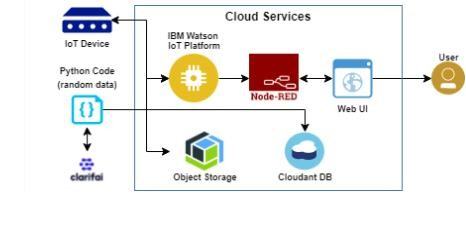 Cloud Services
IoT Device
IBM Watson
IoT Platform
User
Python Code
(random data)
{}
Node-RED
Web UI
clarifai
Object Storage
Cloudant DB